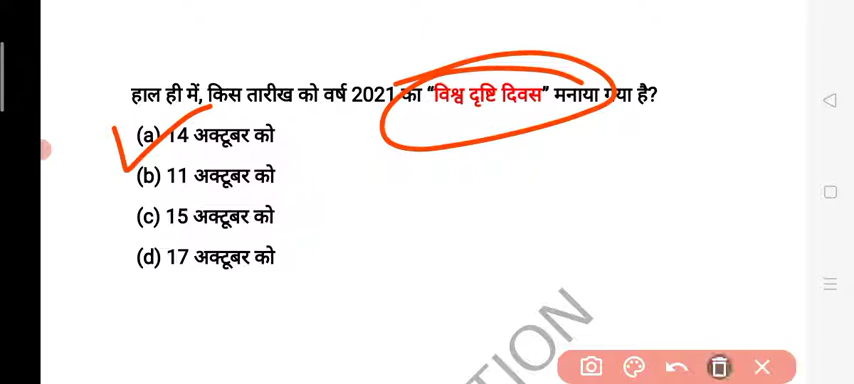 हाल ही में, किस तारीख को वर्ष 2021 का “विश्व दृष्टि दिवस” मनाया गया है?
(a) 14 अक्टूबर को
(b) 11 अक्टूबर को
(c) 15 अक्टूबर को
(d) 17 अक्टूबर को